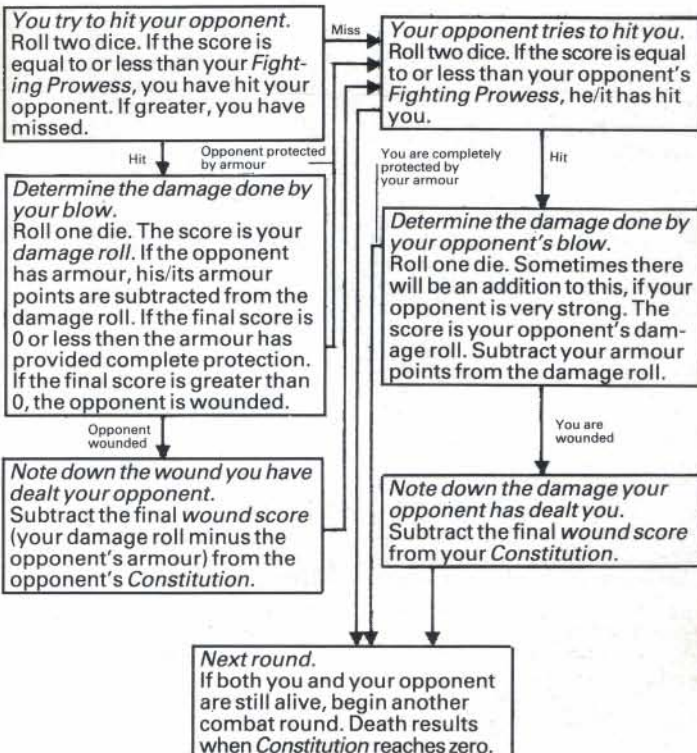 You try to hit your opponent.
Roll two dice. If the score is
equal to or less than your Fight-
ing Prowess, you have hit your
opponent. If greater, you have
missed.
Miss
Your opponent tries to hit you.
Roll two dice. If the score is equal
to or less than your opponent's
Fighting Prowess, he/it has hit
you.
Hit
Opponent protected
by armour
You are completely
protected by
your armour
Hit
Determine the damage done by
your blow.
Roll one die. The score is your
damage roll. If the opponent
has armour, his/its armour
points are subtracted from the
damage roll. If the final score is
0 or less then the armour has
provided complete protection.
If the final score is greater than
0, the opponent is wounded.
Determine the damage done by
your opponent's blow.
Roll one die. Sometimes there
will be an addition to this, if your
opponent is very strong. The
score is your opponent's dam-
age roll. Subtract your armour
points from the damage roll.
Opponent
wounded
You are
wounded
Note down the wound you have
dealt your opponent.
Subtract the final wound score
(your damage roll minus the
opponent's armour) from the
opponent's Constitution.
Note down the damage your
opponent has dealt you.
Subtract the final wound score
from your Constitution.
Next round.
If both you and your opponent
are still alive, begin another
combat round. Death results
when Constitution reaches zero.